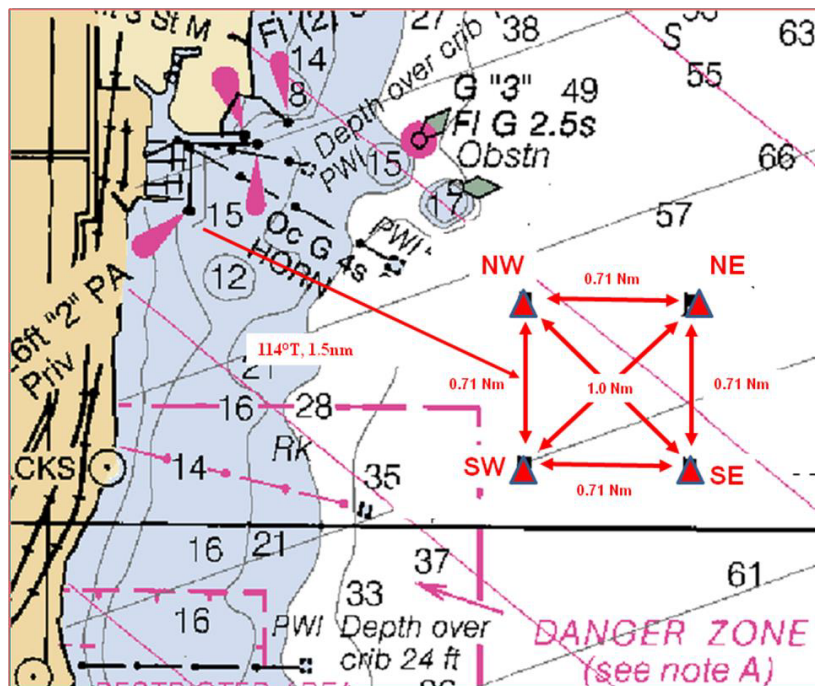 3 St M
Fl (2)
27
38
S
55
63
14
8
Depth over crib
PWI
G "3"
49
Fl G 2.5s
Obstn
15
17
66
57
15
Oc G 4s
HORN
PWI
12
NW
NE
0.71 Nm
6ft "2" PA
Priv
114°T, 1.5nm
21
0.71 Nm
1.0 Nm
0.71 Nm
16
28
RK
14
35
SW
SE
0.71 Nm
CKS
16
21
37
61
16
33
PWI
Depth over
crib 24 ft
DANGER ZONE
(see note A)